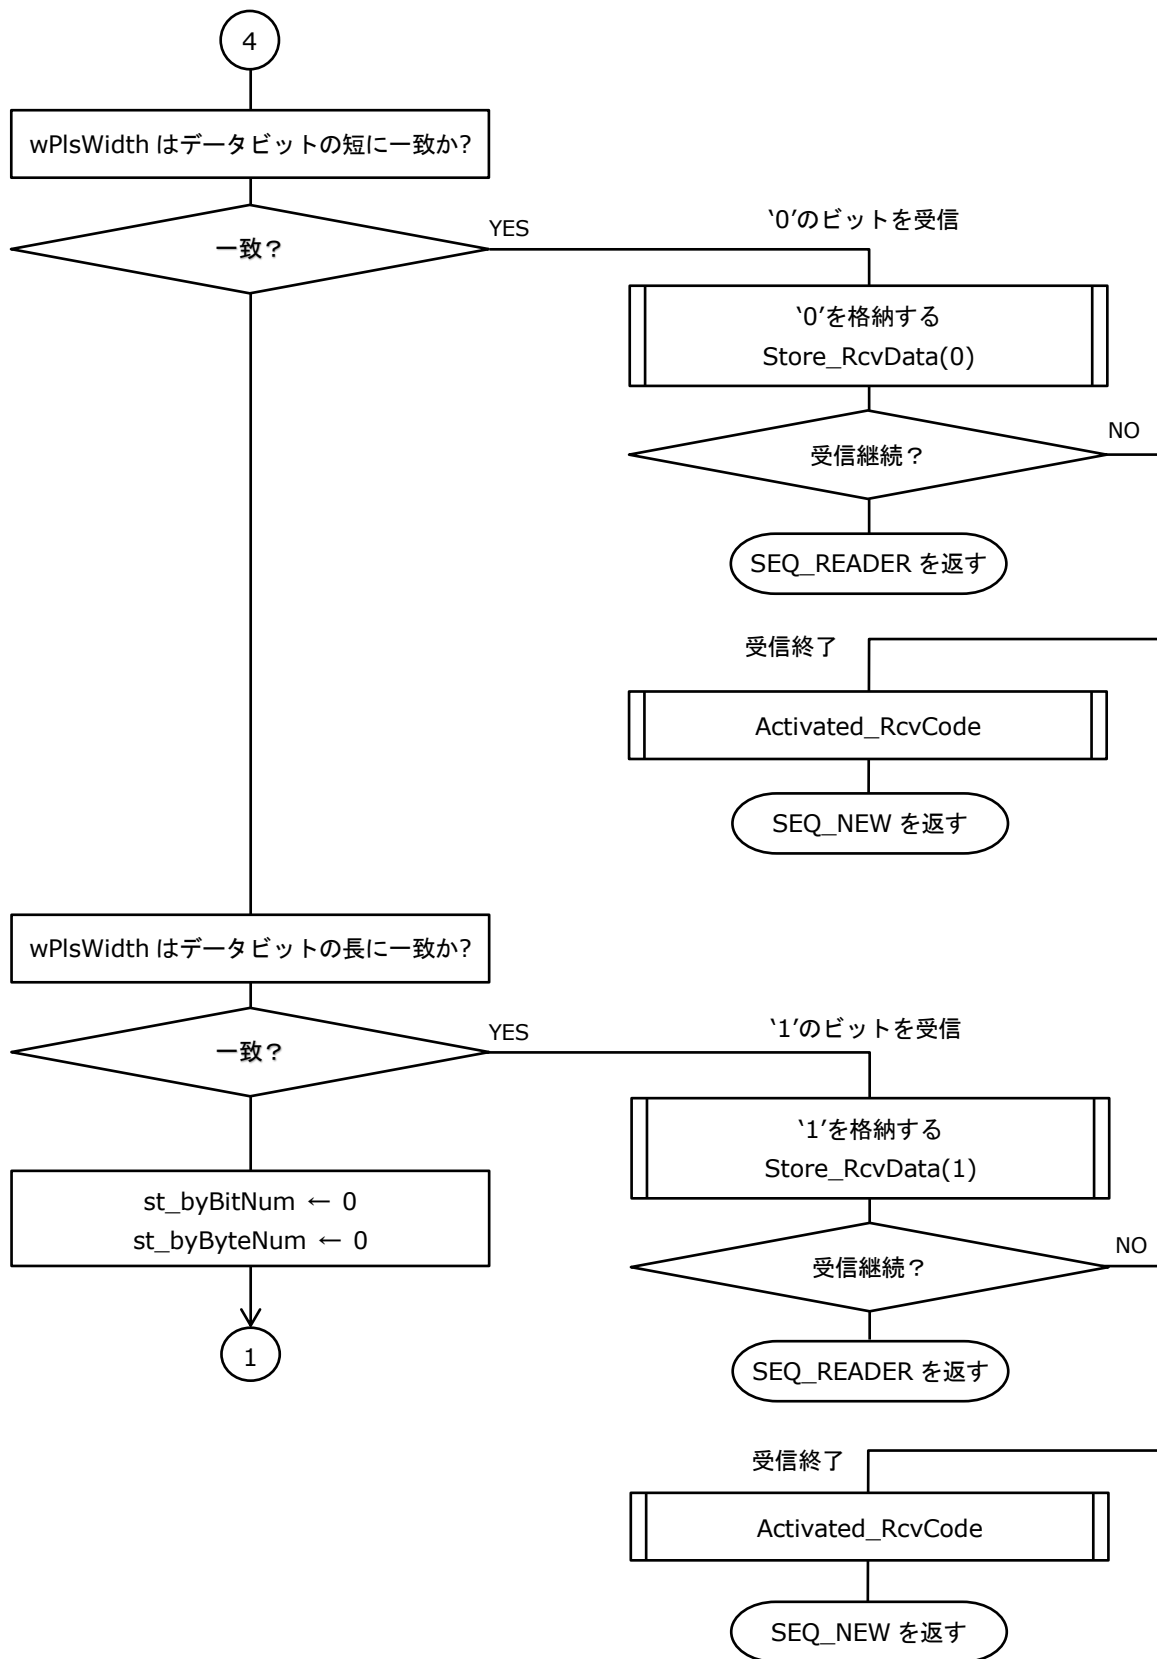 4
wPlsWidth はデータビットの短に一致か?
一致？
YES
‘0’のビットを受信
‘0’を格納する
Store_RcvData(0)
受信継続？
NO
SEQ_READER を返す
受信終了
Activated_RcvCode
SEQ_NEW を返す
wPlsWidth はデータビットの長に一致か?
一致？
YES
‘1’のビットを受信
‘1’を格納する
Store_RcvData(1)
st_byBitNum ← 0
st_byByteNum ← 0
受信継続？
NO
1
SEQ_READER を返す
受信終了
Activated_RcvCode
SEQ_NEW を返す